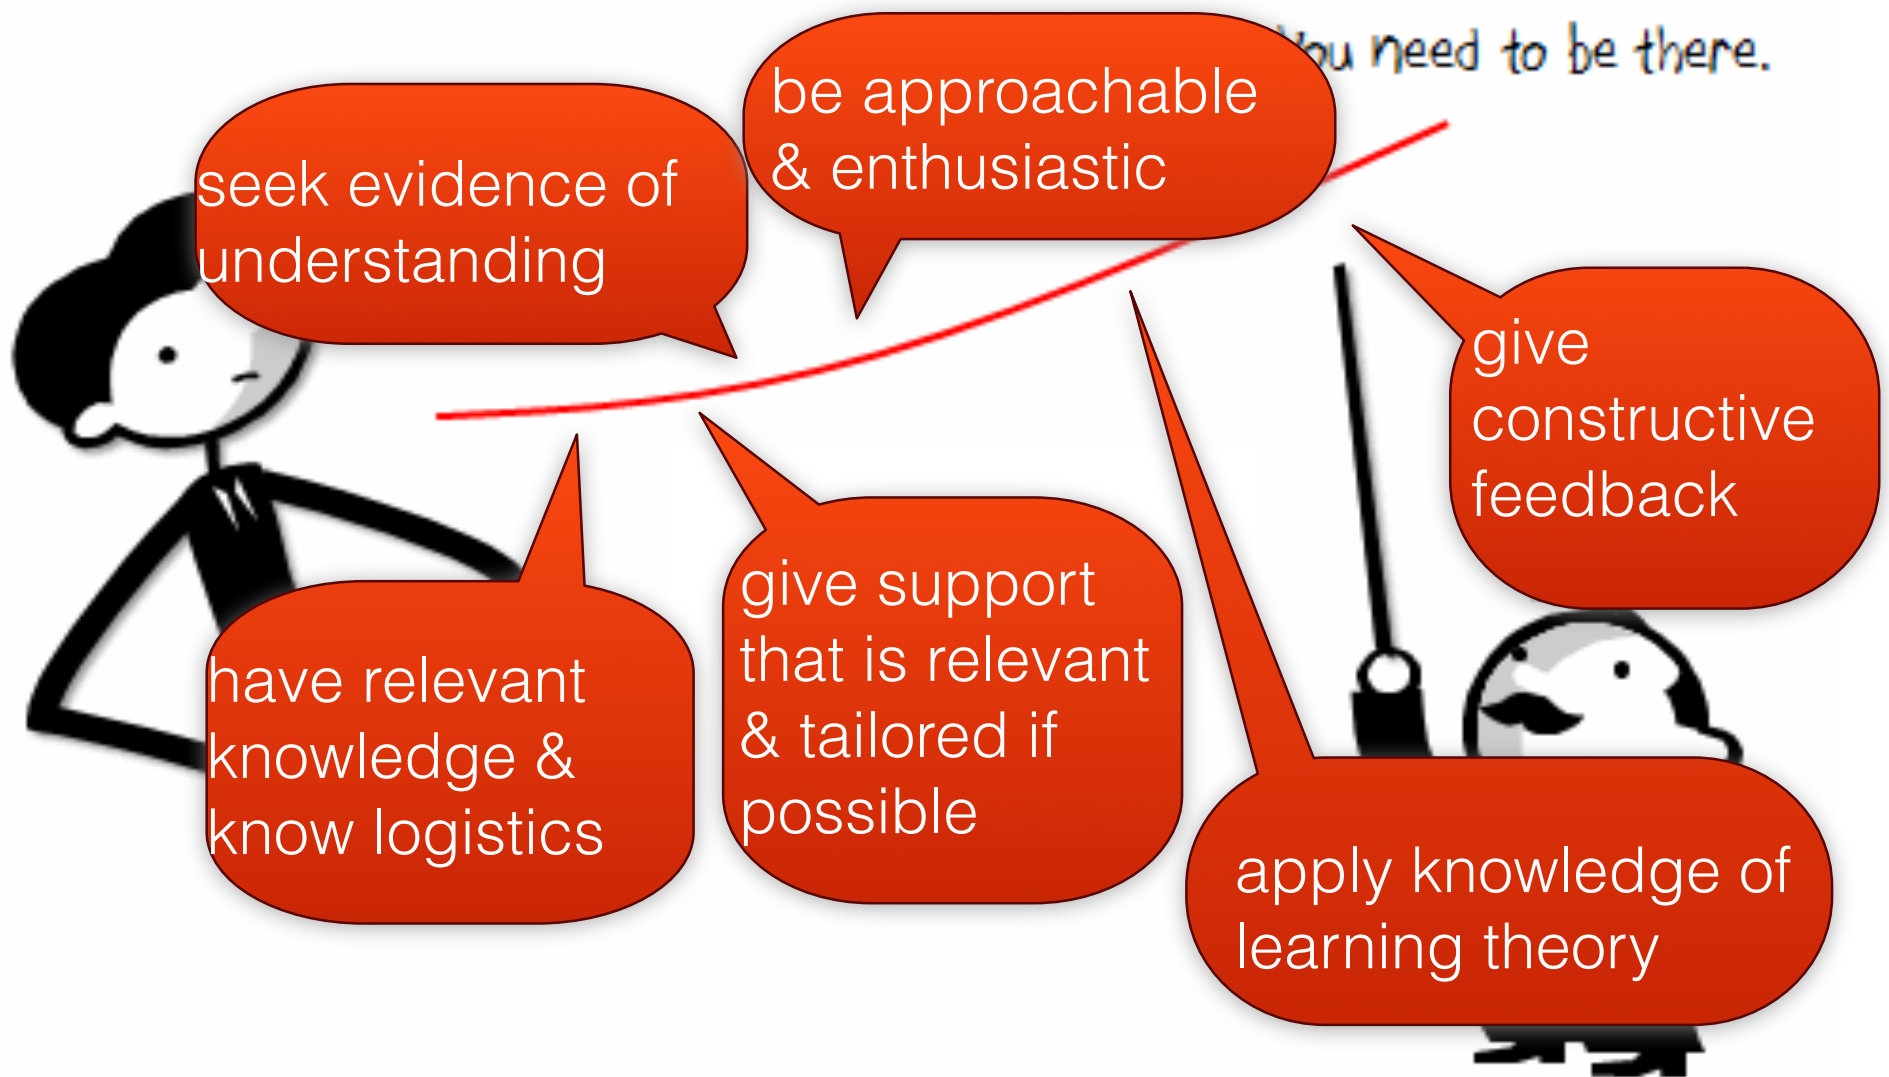 You need to be there.
be approachable
& enthusiastic
seek evidence of
understanding
give
constructive
feedback
give support
that is relevant
& tailored if
possible
have relevant
knowledge &
know logistics
apply knowledge of
learning theory